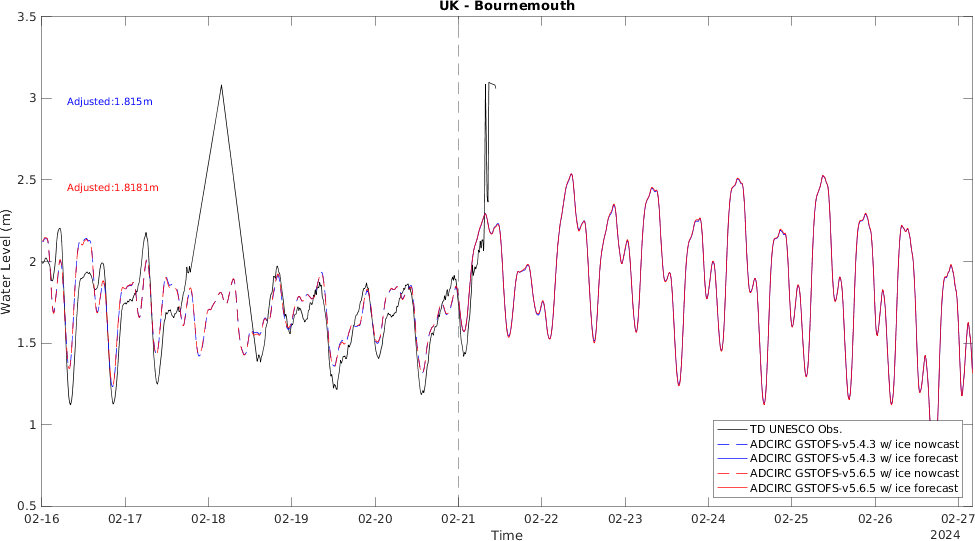 UK - Bournemouth
3.5
3
2.5
2
1.5
1
0.5
Water Level (m)
Adjusted:1.815m
Adjusted:1.8181m
TD UNESCO Obs.
ADCIRC GSTOFS-v5.4.3 w/ ice nowcast
ADCIRC GSTOFS-v5.4.3 w/ ice forecast
ADCIRC GSTOFS-v5.6.5 w/ ice nowcast
ADCIRC GSTOFS-v5.6.5 w/ ice forecast
02-16 02-17 02-18 02-19 02-20 02-21 02-22 02-23 02-24 02-25 02-26 02-27
Time
2024